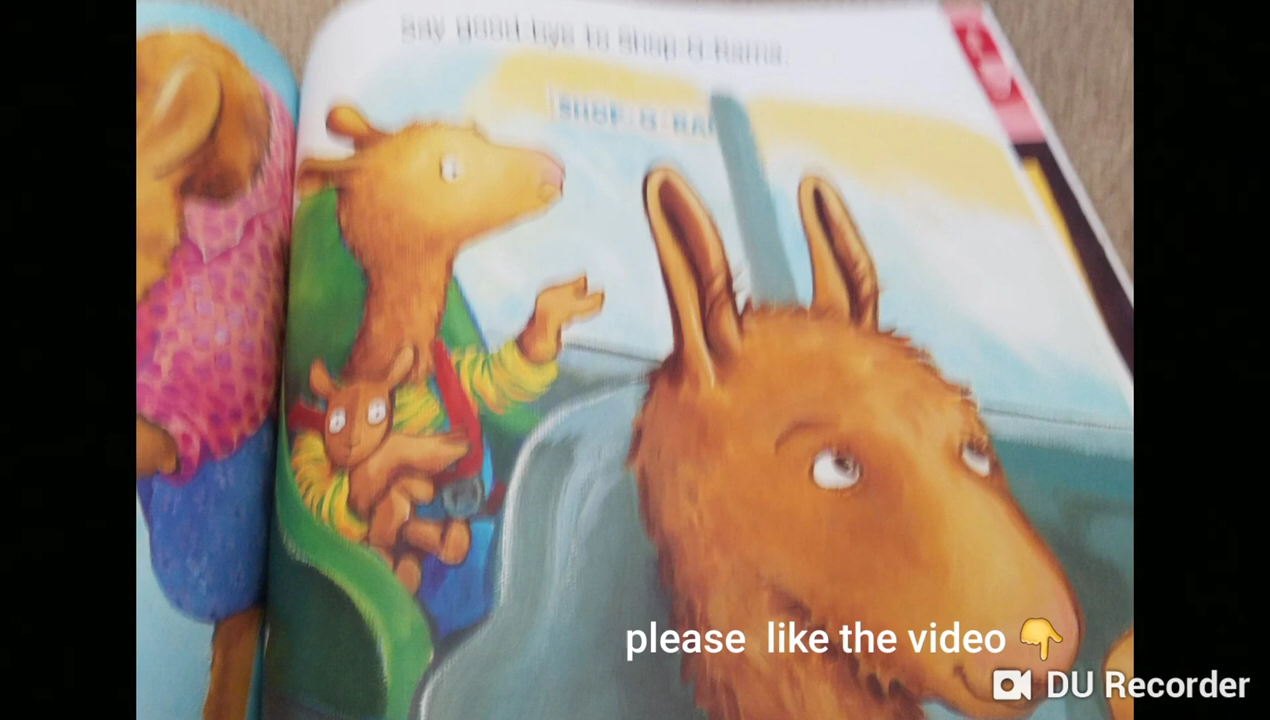 Say good-bye to Shop-O-Rama.
SHOP-O-RA
please like the video 👇
DU Recorder